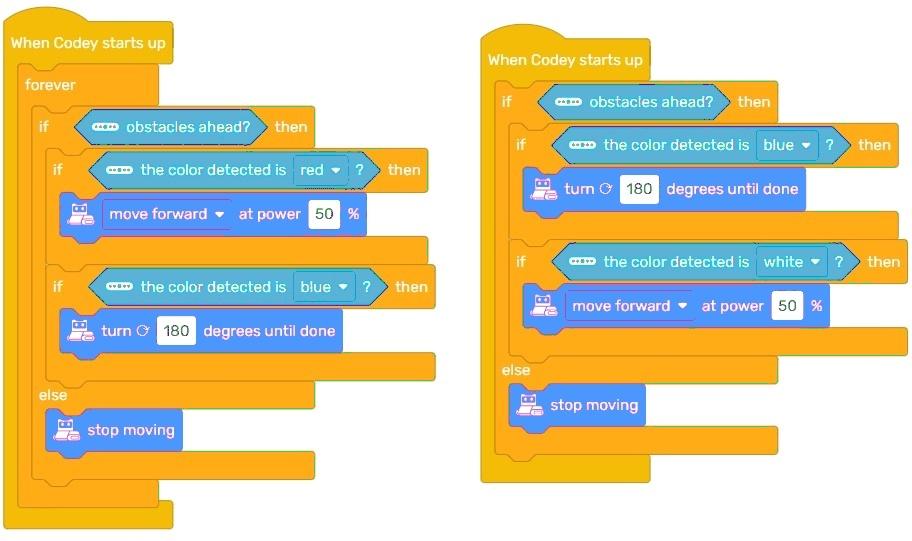 When Codey starts up
forever
if obstacles ahead? then
if the color detected is red ? then
move forward at power 50 %
if the color detected is blue ? then
turn 180 degrees until done
else
stop moving
When Codey starts up
if obstacles ahead? then
if the color detected is blue ? then
turn 180 degrees until done
if the color detected is white ? then
move forward at power 50 %
else
stop moving